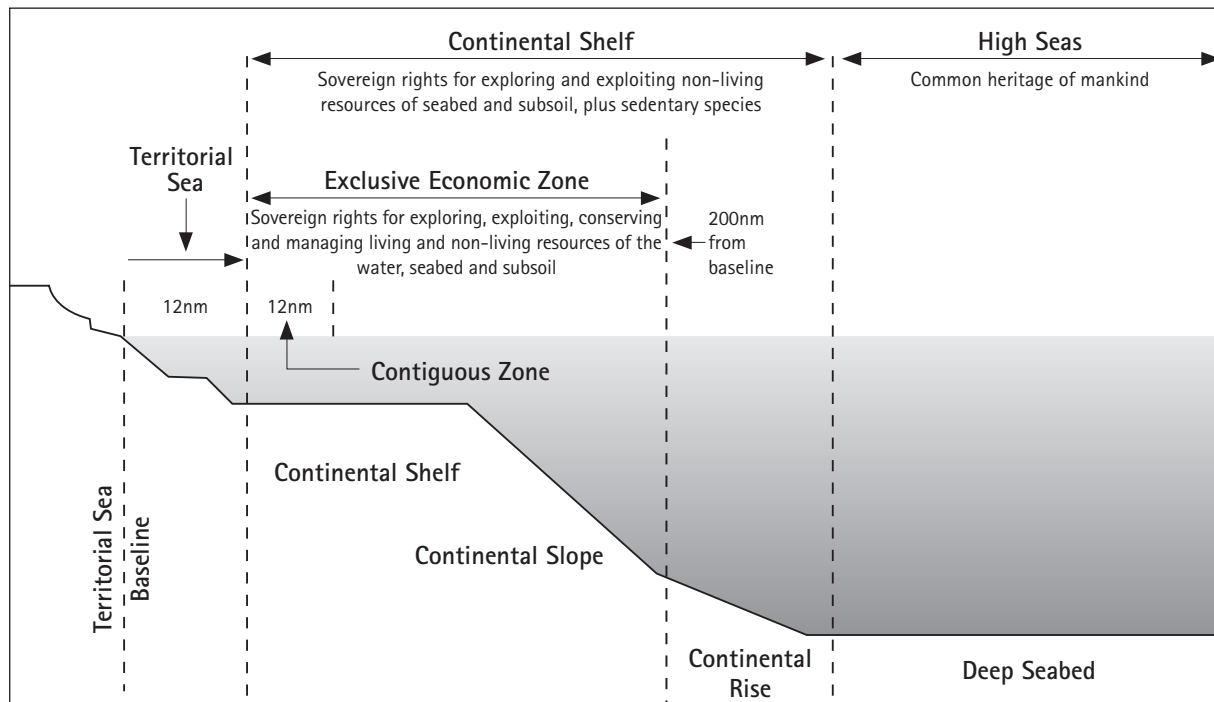 Continental Shelf
Sovereign rights for exploring and exploiting non-living
resources of seabed and subsoil, plus sedentary species
High Seas
Common heritage of mankind
Territorial
Sea
Exclusive Economic Zone
Sovereign rights for exploring, exploiting, conserving
and managing living and non-living resources of the
water, seabed and subsoil
200nm
from
baseline
12nm
12nm
Contiguous Zone
Continental Shelf
Continental Slope
Territorial Sea
Baseline
Continental
Rise
Deep Seabed